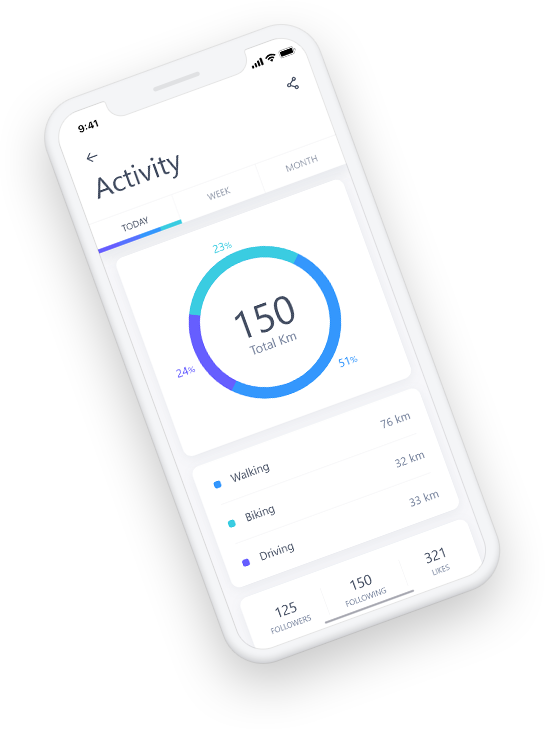 9:41
Activity
TODAY WEEK MONTH
23%
150
Total Km
24%
51%
Walking 76 km
Biking 32 km
Driving 33 km
125 150 321
FOLLOWERS FOLLOWING LIKES